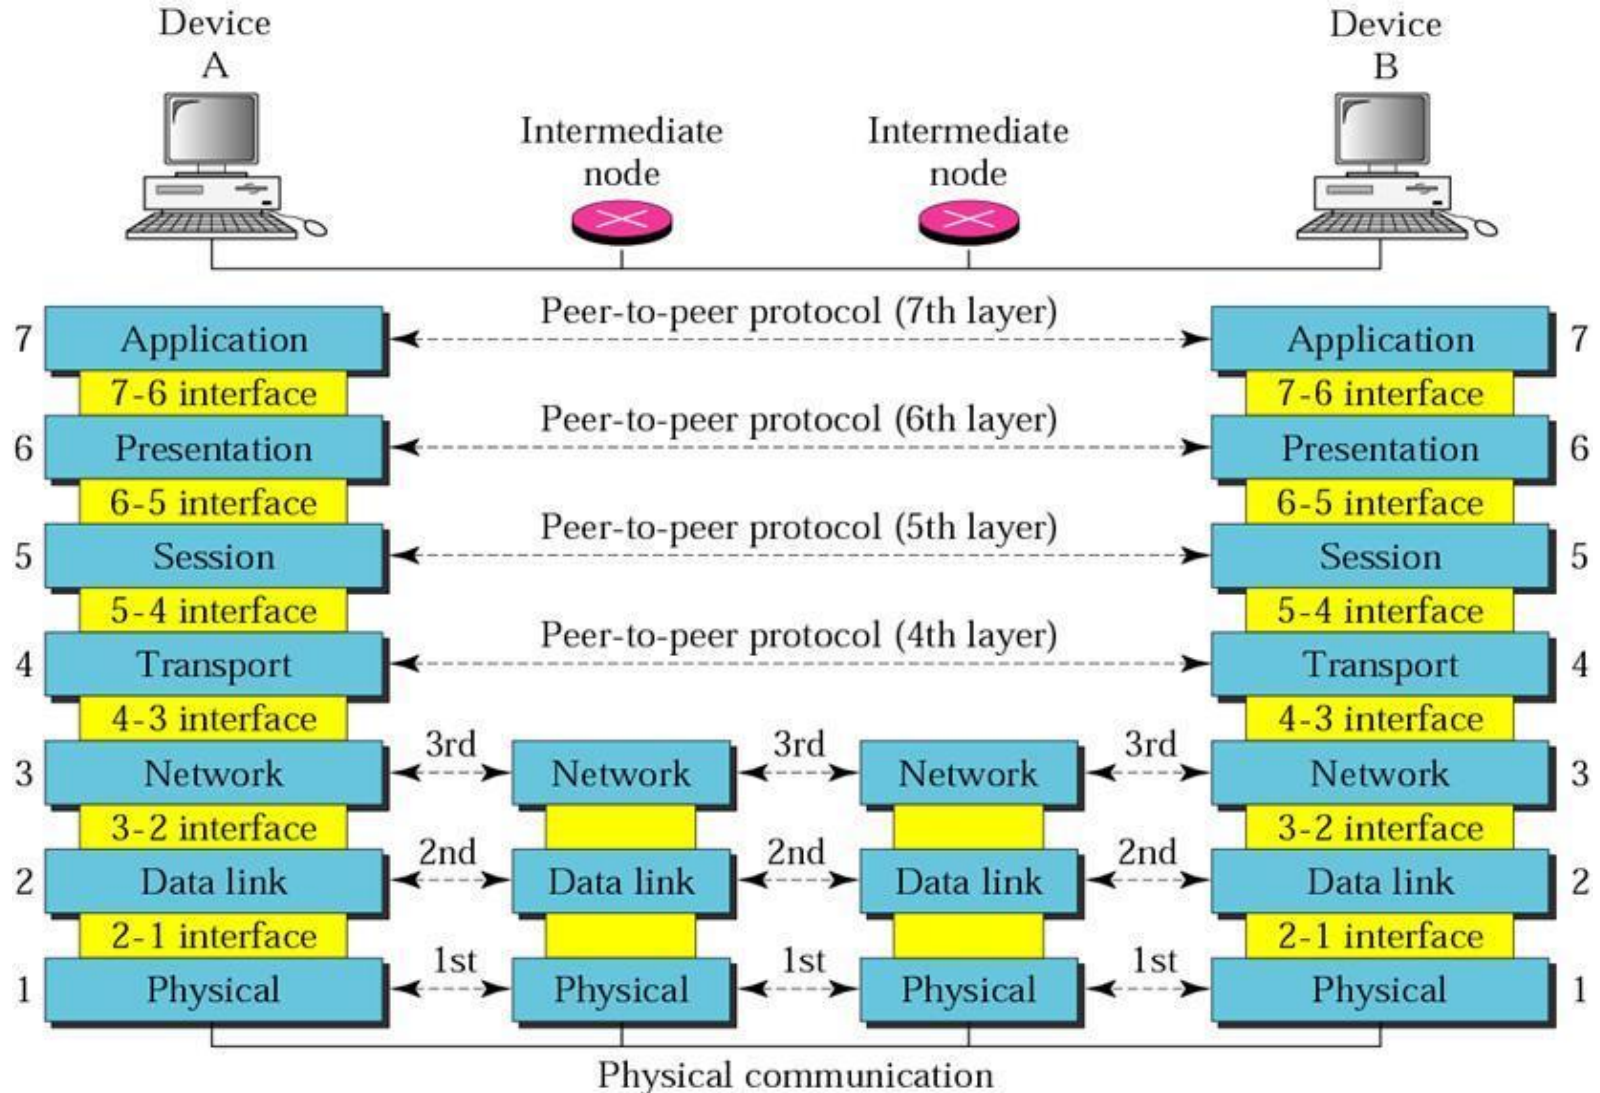 Device
A
Device
B
Intermediate
node
Intermediate
node
Peer-to-peer protocol (7th layer)
7 Application Application 7
7-6 interface 7-6 interface
Peer-to-peer protocol (6th layer)
6 Presentation Presentation 6
6-5 interface 6-5 interface
Peer-to-peer protocol (5th layer)
5 Session Session 5
5-4 interface 5-4 interface
Peer-to-peer protocol (4th layer)
4 Transport Transport 4
4-3 interface 4-3 interface
3rd 3rd 3rd
3 Network Network Network Network 3
3-2 interface 3-2 interface
2nd 2nd 2nd
2 Data link Data link Data link Data link 2
2-1 interface 2-1 interface
1st 1st 1st
1 Physical Physical Physical Physical 1
Physical communication